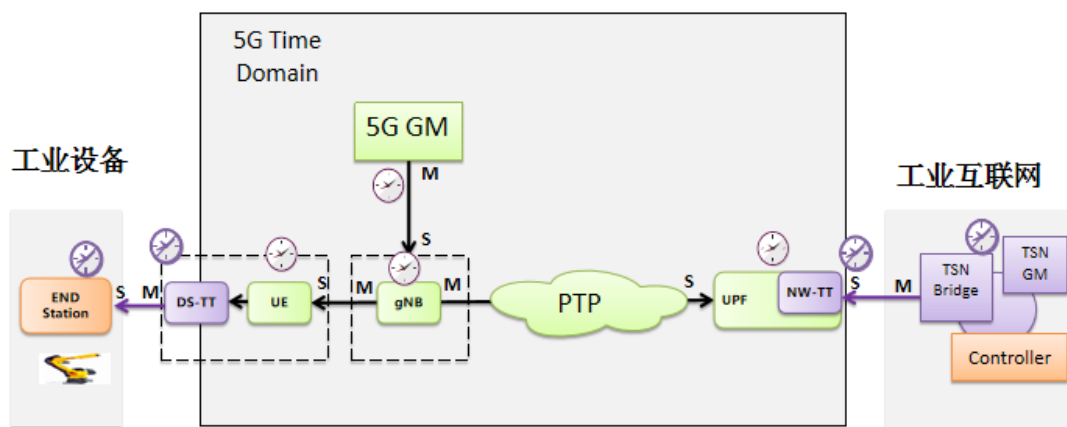 5G Time
Domain
5G GM
M
S
工业设备
工业互联网
END
Station
S
M
DS-TT
UE
S
M
gNB
M
PTP
S
UPF
NW-TT
S
M
TSN
Bridge
TSN
GM
Controller